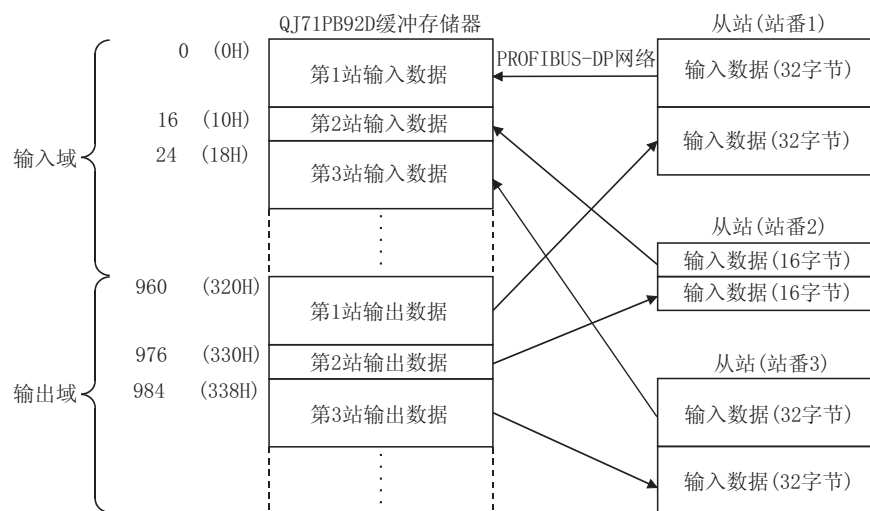 QJ71PB92D缓冲存储器
从站(站番1)
0 (0H)
第1站输入数据
PROFIBUS-DP网络
输入数据(32字节)
16 (10H)
第2站输入数据
输入数据(32字节)
输入域
24 (18H)
第3站输入数据
从站(站番2)
输入数据(16字节)
960 (320H)
输入数据(16字节)
第1站输出数据
976 (330H)
第2站输出数据
从站(站番3)
输出域
984 (338H)
第3站输出数据
输入数据(32字节)
输入数据(32字节)